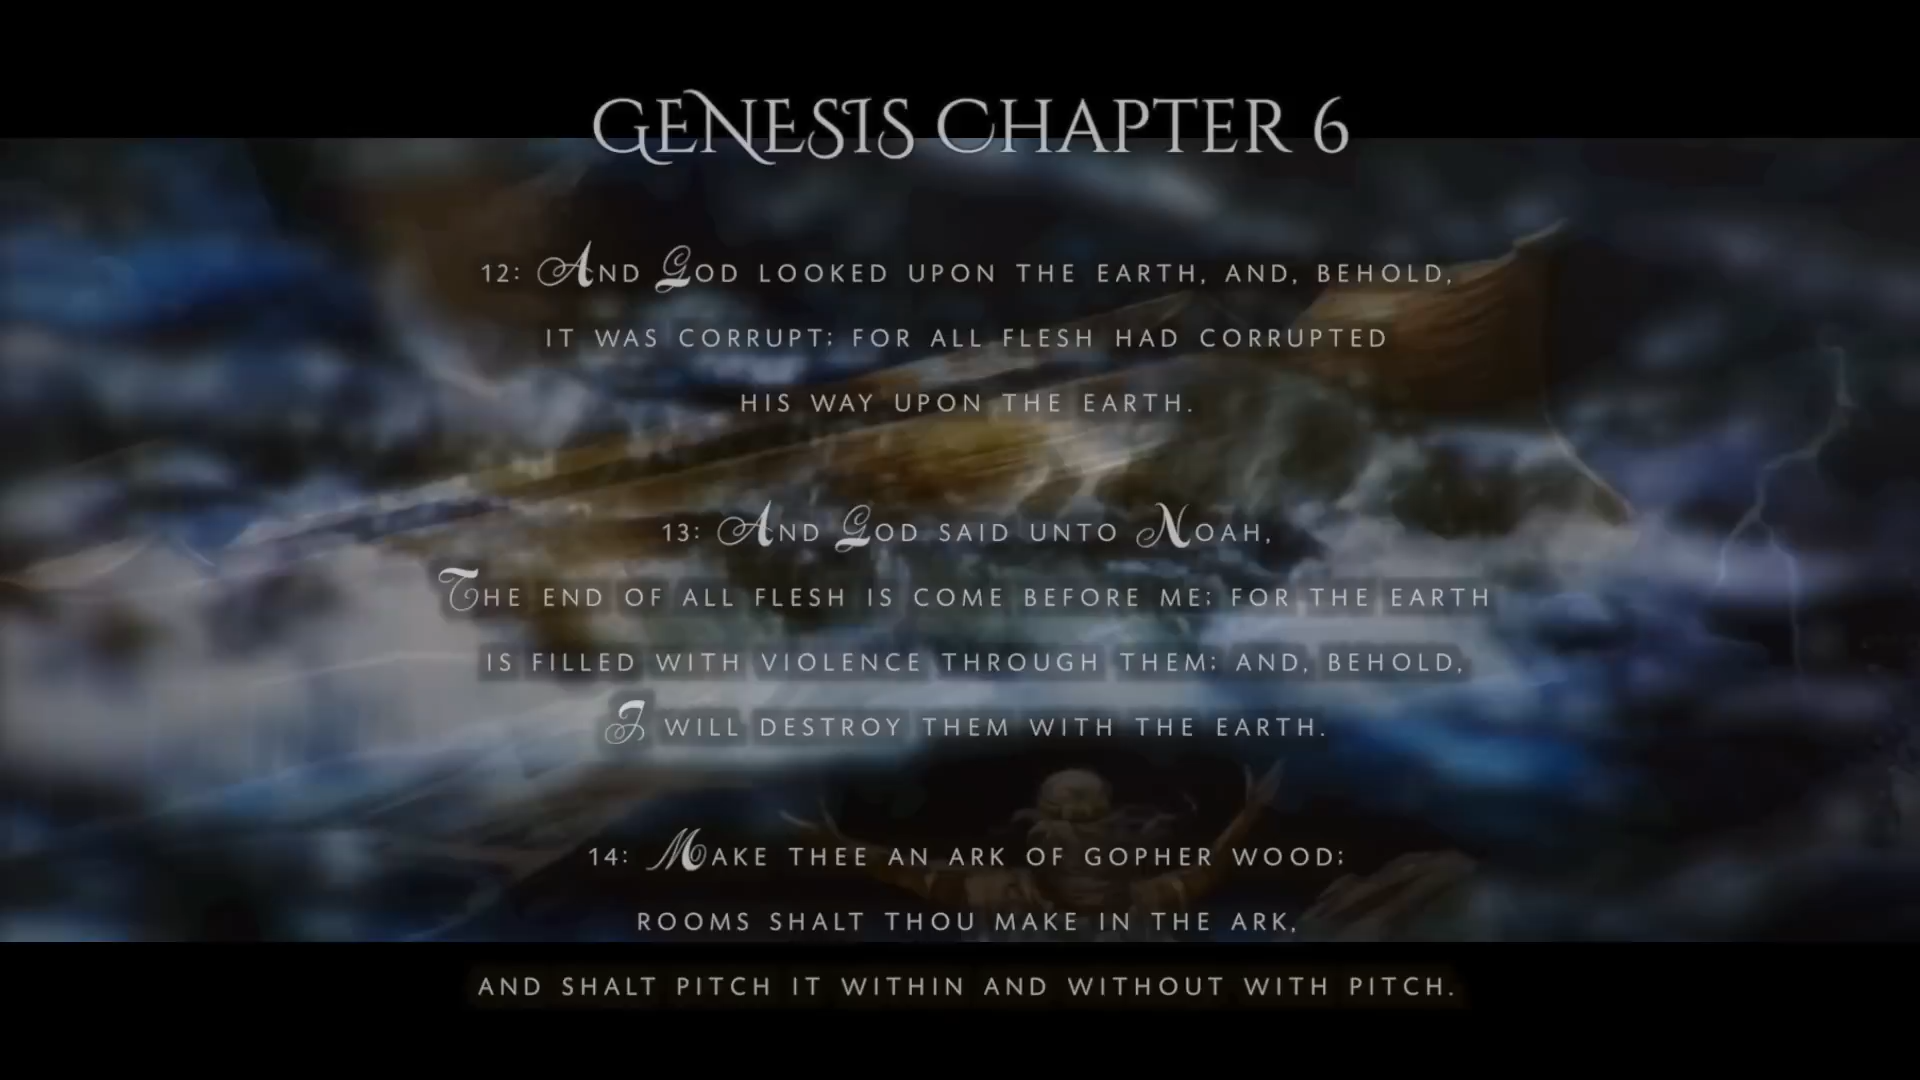 GENESIS CHAPTER 6
12: AND GOD LOOKED UPON THE EARTH, AND, BEHOLD,
IT WAS CORRUPT; FOR ALL FLESH HAD CORRUPTED
HIS WAY UPON THE EARTH.
13: AND GOD SAID UNTO NOAH,
THE END OF ALL FLESH IS COME BEFORE ME; FOR THE EARTH
IS FILLED WITH VIOLENCE THROUGH THEM; AND, BEHOLD,
I WILL DESTROY THEM WITH THE EARTH.
14: MAKE THEE AN ARK OF GOPHER WOOD;
ROOMS SHALT THOU MAKE IN THE ARK,
AND SHALT PITCH IT WITHIN AND WITHOUT WITH PITCH.